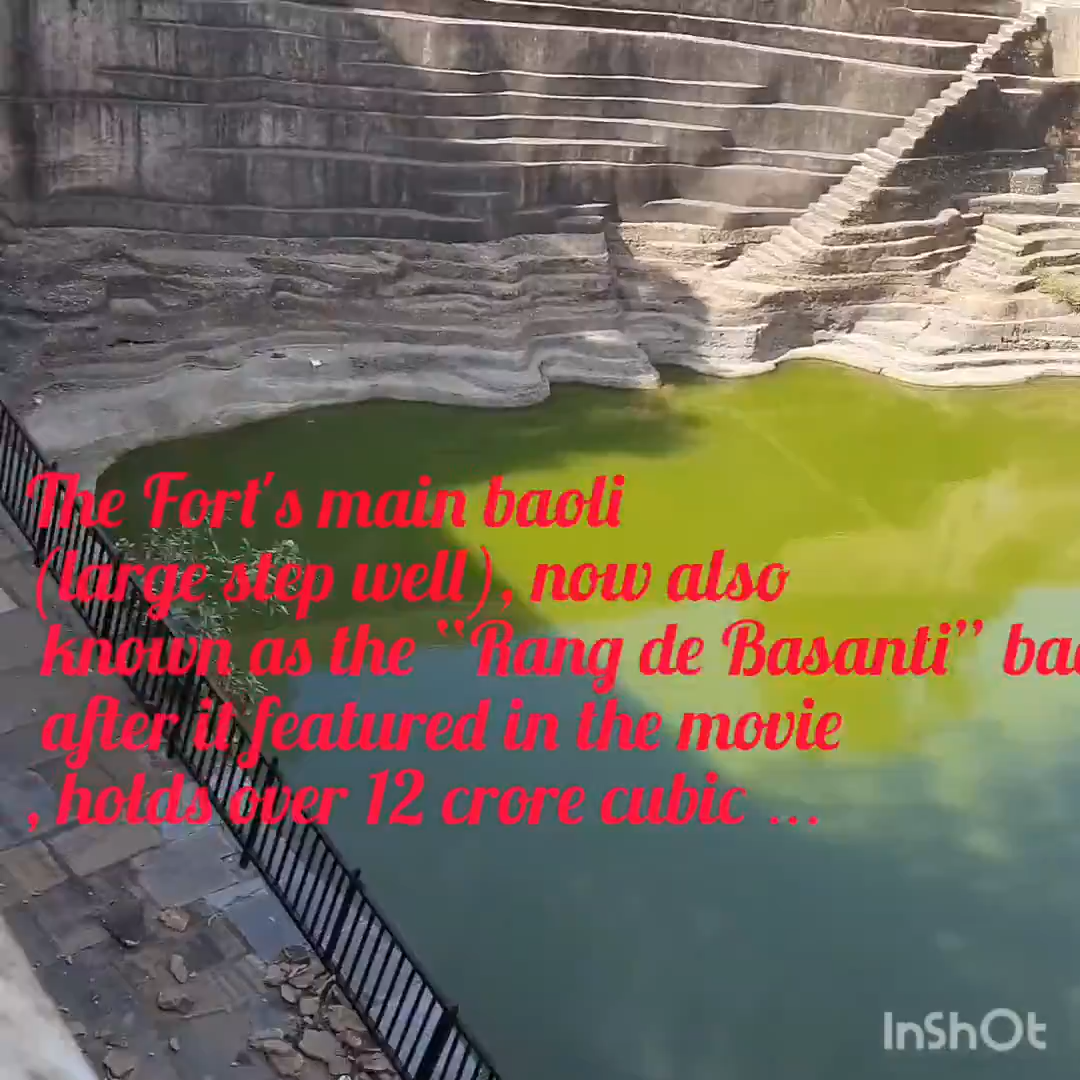 The Fort's main baoli
(large step well), now also
known as the “Rang de Basanti”
after it featured in the movie
, holds over 12 crore cubic ...
InShOt